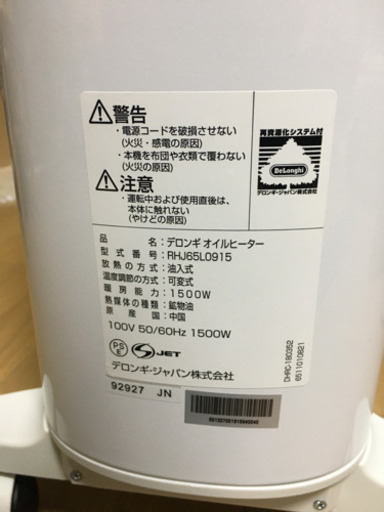 警告
・電源コードを破損させない
(火災・感電の原因)
・本機を布団や衣類で覆わない
(火災の原因)
注意
・運転中および使用直後は、
本体に触れない
(やけどの原因)
再資源化システム付
DeLonghi
デロンギ・ジャパン株式会社
品名：デロンギ オイルヒーター
型式番号：RHJ65L0915
放熱の方式：油入式
温度調節の方式：可変式
暖房能力：1500W
熱媒体の種類：鉱物油
原産：中国
100V 50/60Hz 1500W
PS
E
JET
デロンギ・ジャパン株式会社
92927 JN
DHRC-180352
6511010821